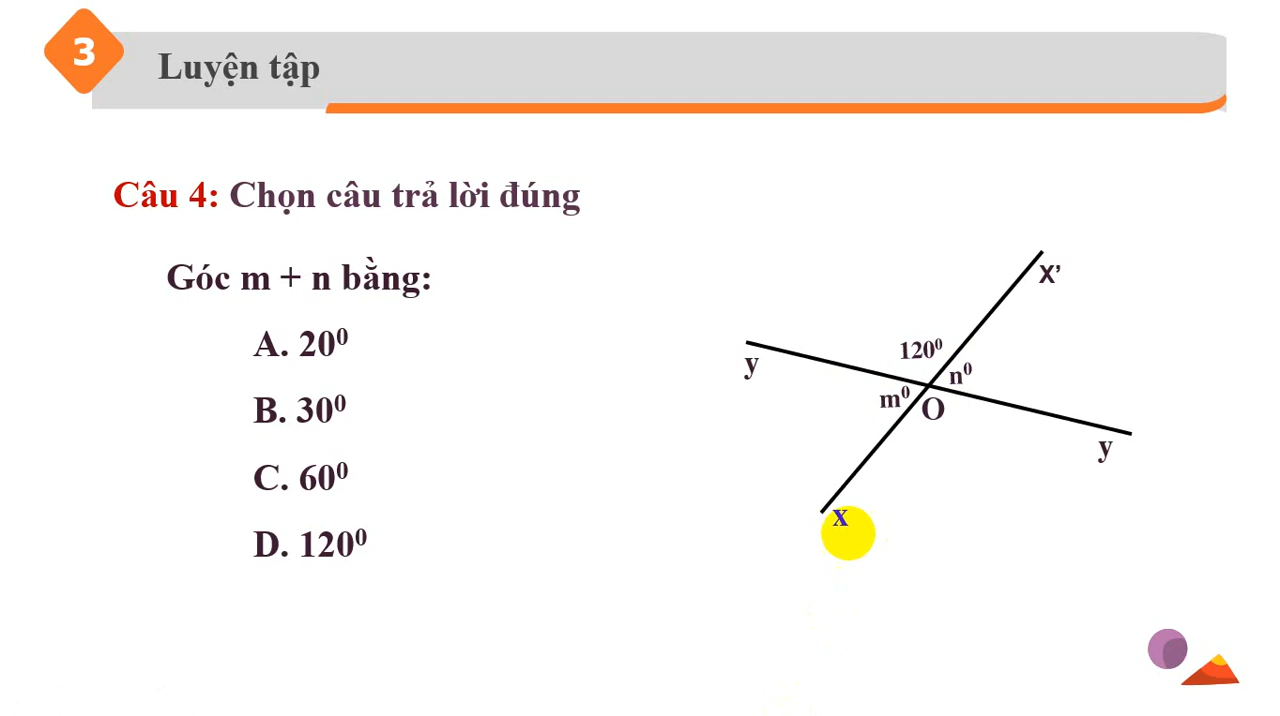 3
Luyện tập
Câu 4: Chọn câu trả lời đúng
Góc m + n bằng:
A. 20⁰
B. 30⁰
C. 60⁰
D. 120⁰
X’
120⁰
y
n⁰
m⁰
O
y
x